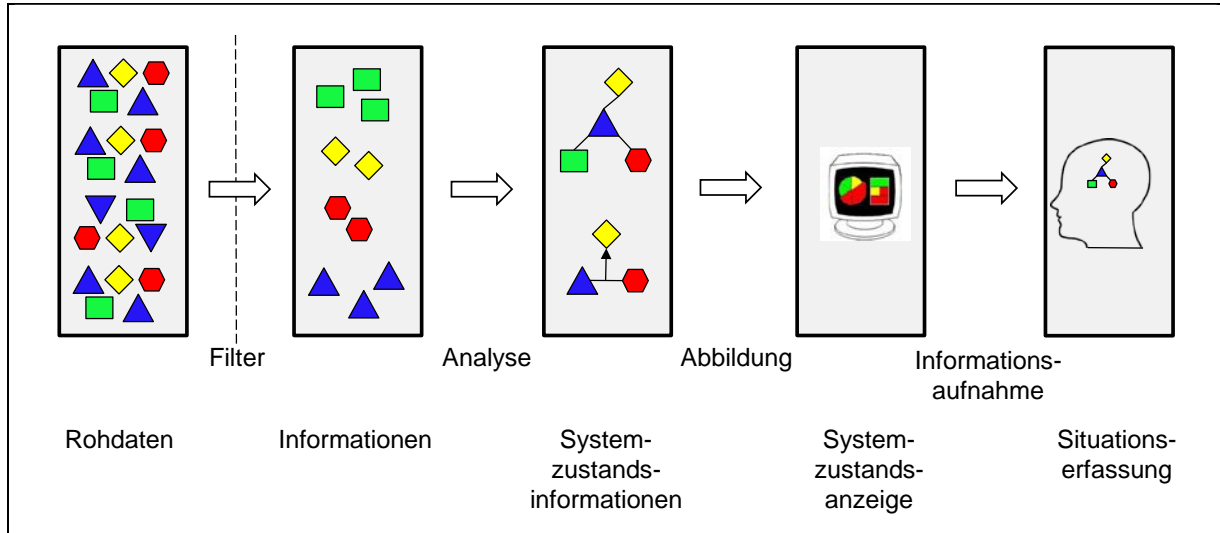 Filter
Analyse
Abbildung
Informations-
aufnahme
Rohdaten
Informationen
System-
zustands-
informationen
System-
zustands-
anzeige
Situations-
erfassung